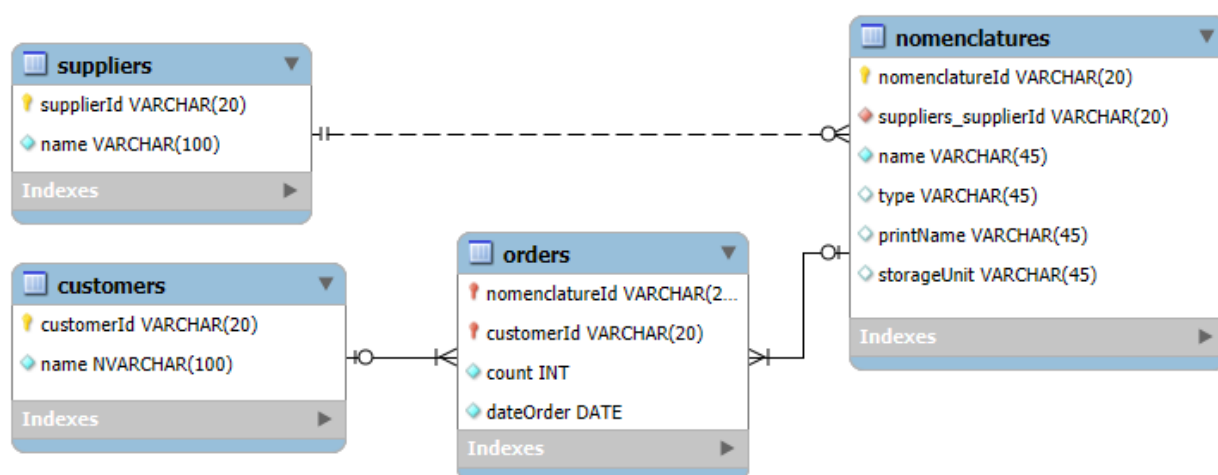 suppliers
supplierId VARCHAR(20)
name VARCHAR(100)
Indexes
customers
customerId VARCHAR(20)
name NVARCHAR(100)
Indexes
orders
nomenclatureId VARCHAR(2...
customerId VARCHAR(20)
count INT
dateOrder DATE
Indexes
nomenclatures
nomenclatureId VARCHAR(20)
suppliers_supplierId VARCHAR(20)
name VARCHAR(45)
type VARCHAR(45)
printName VARCHAR(45)
storageUnit VARCHAR(45)
Indexes